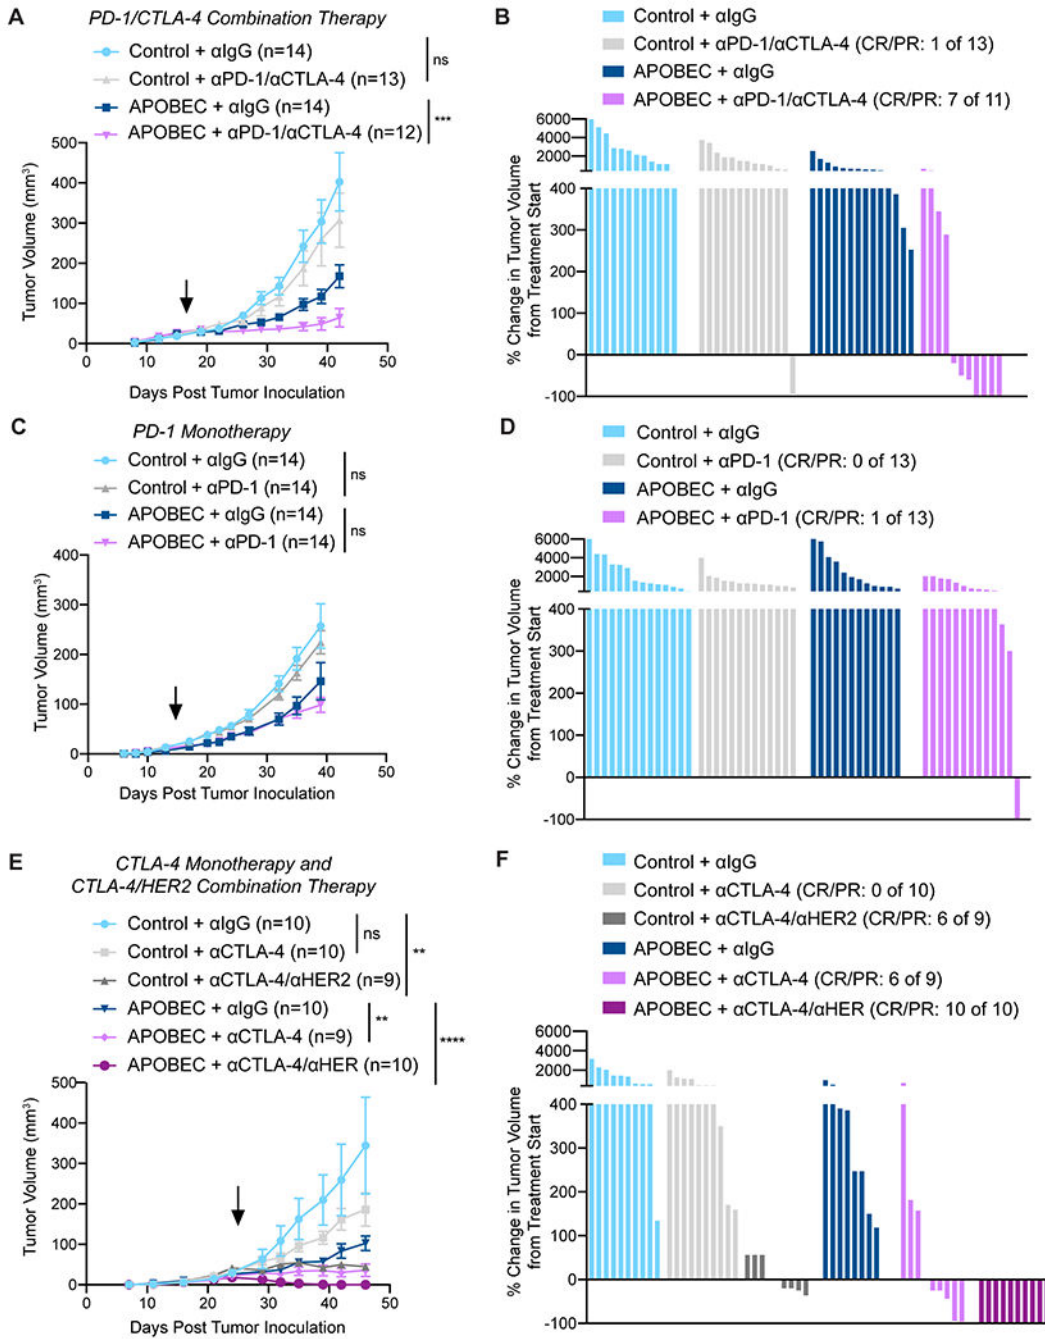 A
PD-1/CTLA-4 Combination Therapy
Control + αIgG (n=14)
Control + αPD-1/αCTLA-4 (n=13)
ns
APOBEC + αIgG (n=14)
APOBEC + αPD-1/αCTLA-4 (n=12)
***
500
400
300
200
100
0
Tumor Volume (mm³)
0 10 20 30 40 50
Days Post Tumor Inoculation
B
Control + αIgG
Control + αPD-1/αCTLA-4 (CR/PR: 1 of 13)
APOBEC + αIgG
APOBEC + αPD-1/αCTLA-4 (CR/PR: 7 of 11)
6000
4000
2000
400
300
200
100
0
-100
% Change in Tumor Volume
from Treatment Start
C
PD-1 Monotherapy
Control + αIgG (n=14)
Control + αPD-1 (n=14)
ns
APOBEC + αIgG (n=14)
APOBEC + αPD-1 (n=14)
ns
400
300
200
100
0
Tumor Volume (mm³)
0 10 20 30 40 50
Days Post Tumor Inoculation
D
Control + αIgG
Control + αPD-1 (CR/PR: 0 of 13)
APOBEC + αIgG
APOBEC + αPD-1 (CR/PR: 1 of 13)
6000
4000
2000
400
300
200
100
0
-100
% Change in Tumor Volume
from Treatment Start
E
CTLA-4 Monotherapy and
CTLA-4/HER2 Combination Therapy
Control + αIgG (n=10)
Control + αCTLA-4 (n=10)
Control + αCTLA-4/αHER2 (n=9)
ns
**
APOBEC + αIgG (n=10)
APOBEC + αCTLA-4 (n=9)
APOBEC + αCTLA-4/αHER (n=10)
**
****
500
400
300
200
100
0
Tumor Volume (mm³)
0 10 20 30 40 50
Days Post Tumor Inoculation
F
Control + αIgG
Control + αCTLA-4 (CR/PR: 0 of 10)
Control + αCTLA-4/αHER2 (CR/PR: 6 of 9)
APOBEC + αIgG
APOBEC + αCTLA-4 (CR/PR: 6 of 9)
APOBEC + αCTLA-4/αHER (CR/PR: 10 of 10)
6000
4000
2000
400
300
200
100
0
-100
% Change in Tumor Volume
from Treatment Start